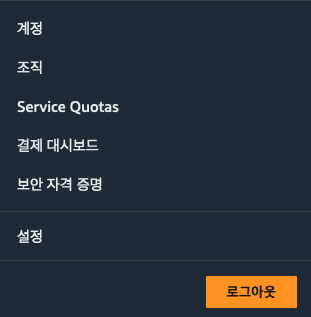 계정
조직
Service Quotas
결제 대시보드
보안 자격 증명
설정
로그아웃